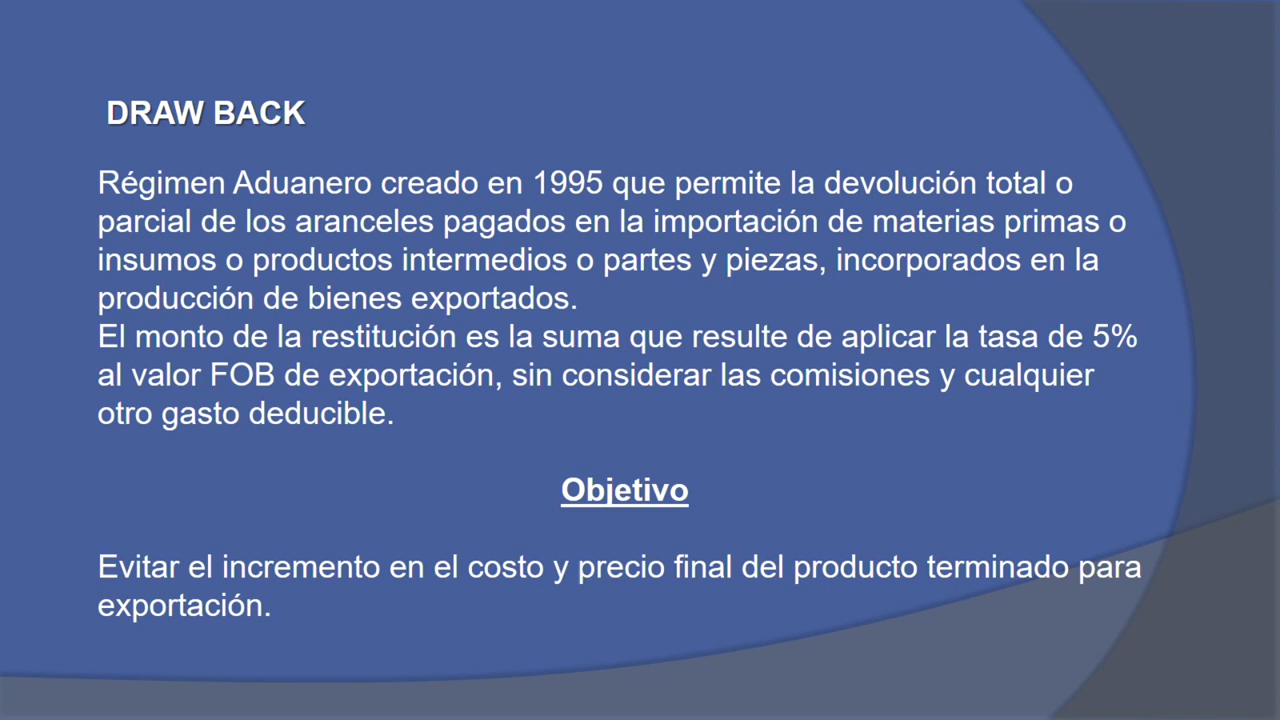 DRAW BACK
Régimen Aduanero creado en 1995 que permite la devolución total o
parcial de los aranceles pagados en la importación de materias primas o
insumos o productos intermedios o partes y piezas, incorporados en la
producción de bienes exportados.
El monto de la restitución es la suma que resulte de aplicar la tasa de 5%
al valor FOB de exportación, sin considerar las comisiones y cualquier
otro gasto deducible.
Objetivo
Evitar el incremento en el costo y precio final del producto terminado para
exportación.